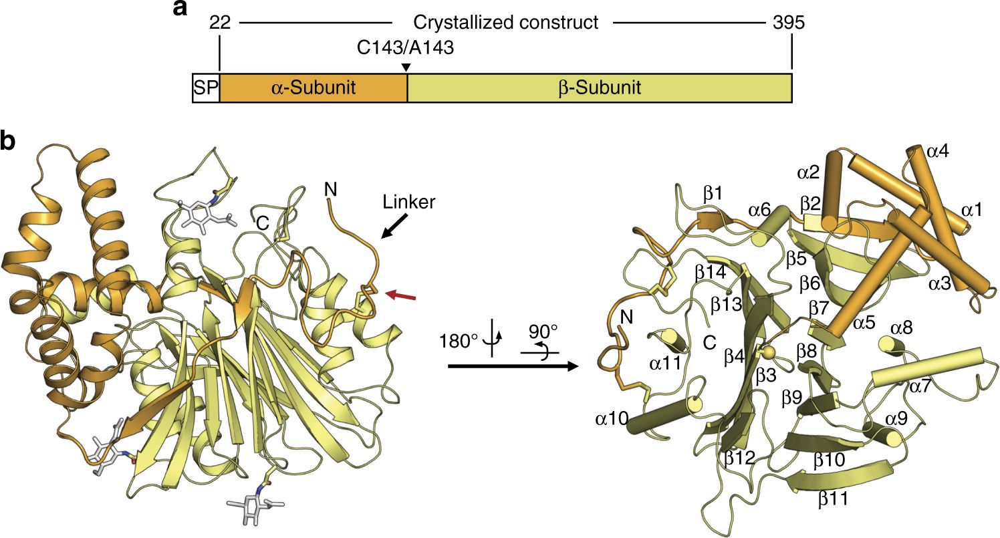 a
22 Crystallized construct 395
C143/A143
SP α-Subunit β-Subunit
b
N
Linker
C
180° 90°
α4
α2
β1
α6
β2
α1
β5
β14
β6
α3
β13
β7
N
α5
α8
C
β4
β8
α11
β3
α7
β9
α10
α9
β12
β10
β11